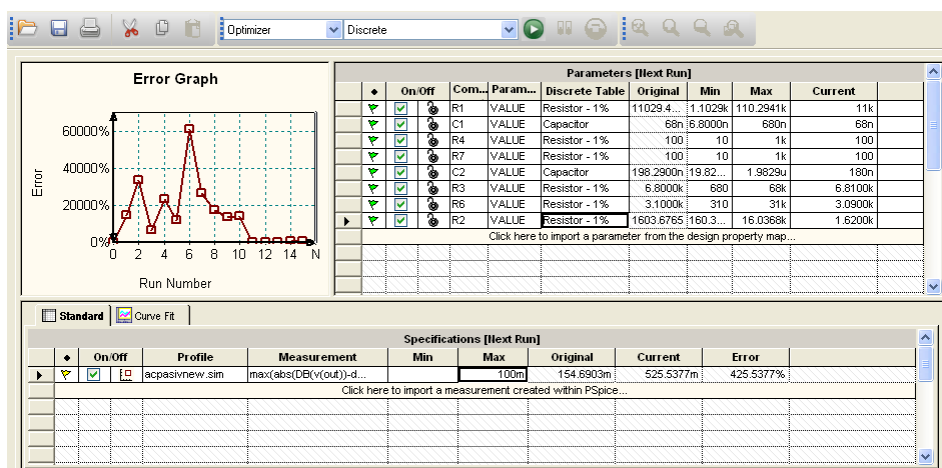 Optimizer Discrete
Error Graph
Error
60000%
40000%
20000%
0%
0 2 4 6 8 10 12 14 N
Run Number
Parameters [Next Run]
On/Off Com... Param... Discrete Table Original Min Max Current
R1 VALUE Resistor - 1% 11029.4... 1.1029k 110.2941k 11k
C1 VALUE Capacitor 68n 6.8000n 680n 68n
R4 VALUE Resistor - 1% 100 10 1k 100
R7 VALUE Resistor - 1% 100 10 1k 100
C2 VALUE Capacitor 198.2900n 19.82... 1.9829u 180n
R3 VALUE Resistor - 1% 6.8000k 680 68k 6.8100k
R6 VALUE Resistor - 1% 3.1000k 310 31k 3.0900k
R2 VALUE Resistor - 1% 1603.6765 160.3... 16.0368k 1.6200k
Click here to import a parameter from the design property map...
Standard Curve Fit
Specifications [Next Run]
On/Off Profile Measurement Min Max Original Current Error
acpasivnew.sim max(abs(DB(v(out))-d... 100m 154.6903m 525.5377m 425.5377%
Click here to import a measurement created within PSpice...